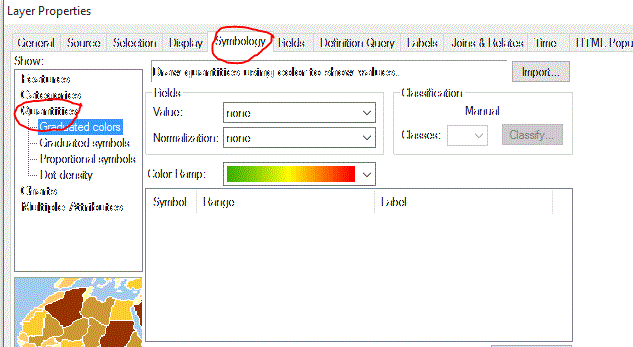 Layer Properties
General Source Selection Display Symbology Fields Definition Query Labels Joins & Relates Time HTML Popu
Show:
Features
Categories
Quantities
Graduated colors
Graduated symbols
Proportional symbols
Dot density
Charts
Multiple Attributes
Draw quantities using color to show values.
Import...
Fields
Value: none
Normalization: none
Classification
Manual
Classes:
Classify...
Color Ramp:
Symbol Range Label